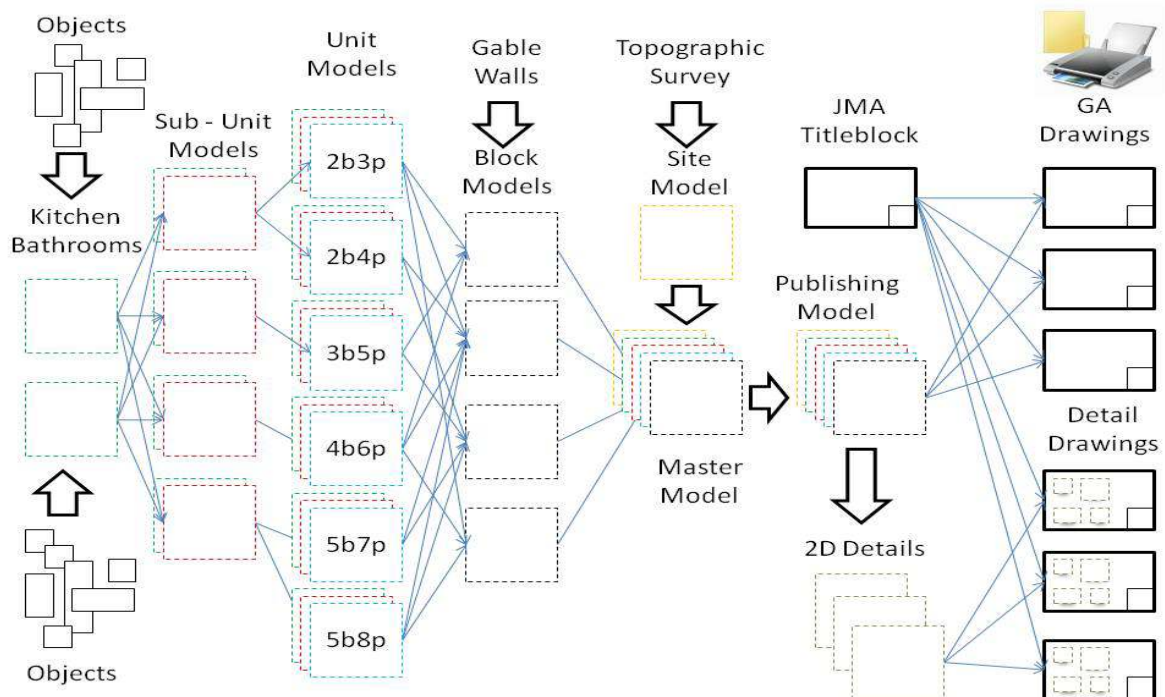 Objects
Kitchen
Bathrooms
Objects
Sub - Unit
Models
Unit
Models
2b3p
2b4p
3b5p
4b6p
5b7p
5b8p
Gable
Walls
Block
Models
Topographic
Survey
Site
Model
Master
Model
JMA
Titleblock
Publishing
Model
2D Details
GA
Drawings
Detail
Drawings